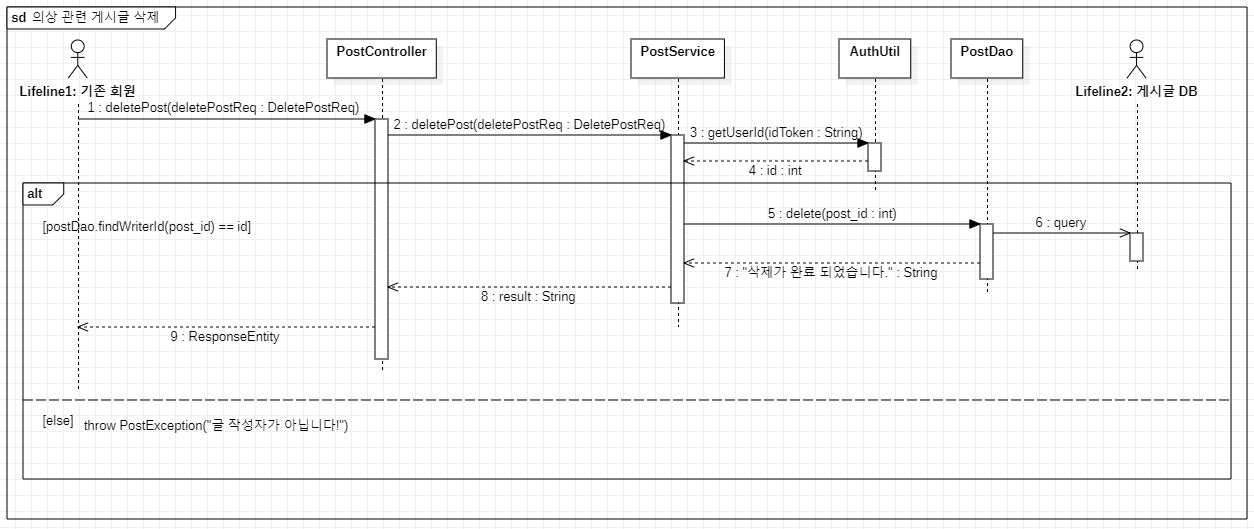 sd 의상 관련 게시글 삭제
PostController
PostService
AuthUtil
PostDao
Lifeline1: 기존 회원
Lifeline2: 게시글 DB
1 : deletePost(deletePostReq : DeletePostReq)
2 : deletePost(deletePostReq : DeletePostReq)
3 : getUserId(idToken : String)
4 : id : int
alt
[postDao.findWriterId(post_id) == id]
5 : delete(post_id : int)
6 : query
7 : "삭제가 완료 되었습니다." : String
8 : result : String
9 : ResponseEntity
[else] throw PostException("글 작성자가 아닙니다!")